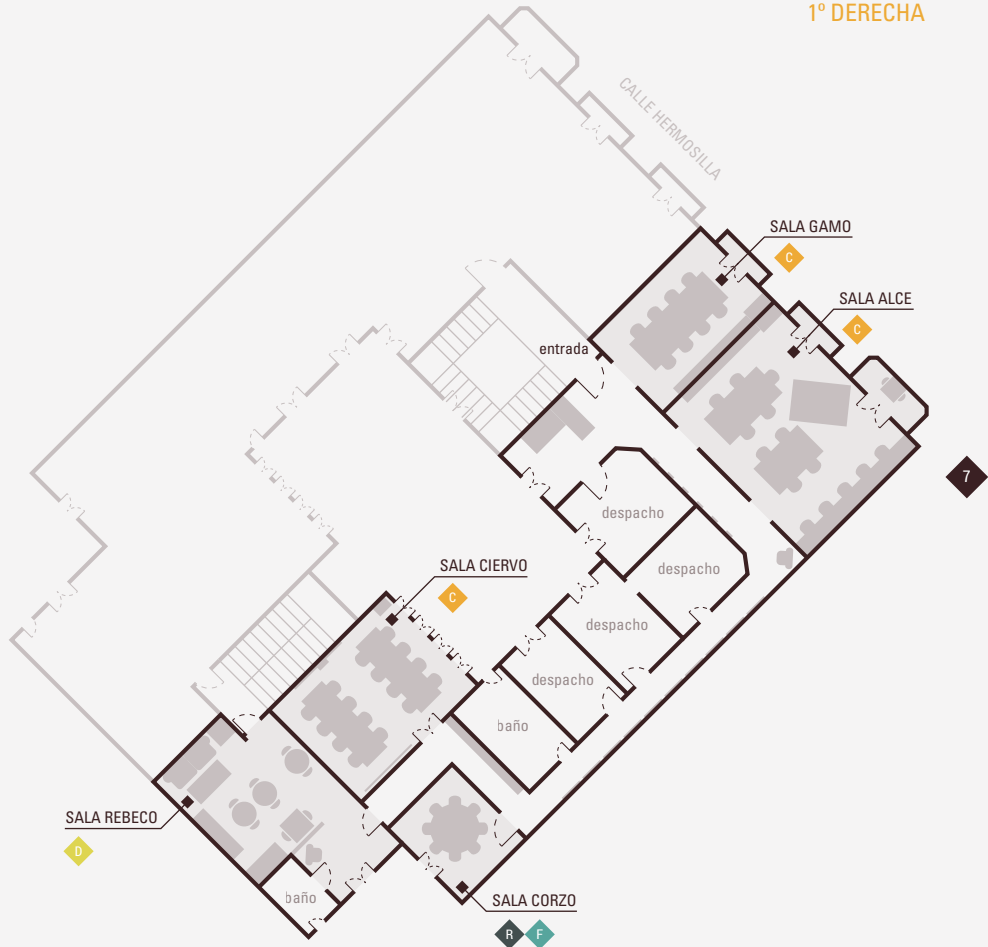 1º DERECHA
CALLE HERMOSILLA
SALA GAMO
C
SALA ALCE
C
entrada
7
despacho
despacho
SALA CIERVO
C
despacho
despacho
baño
SALA REBECO
D
baño
SALA CORZO
R F